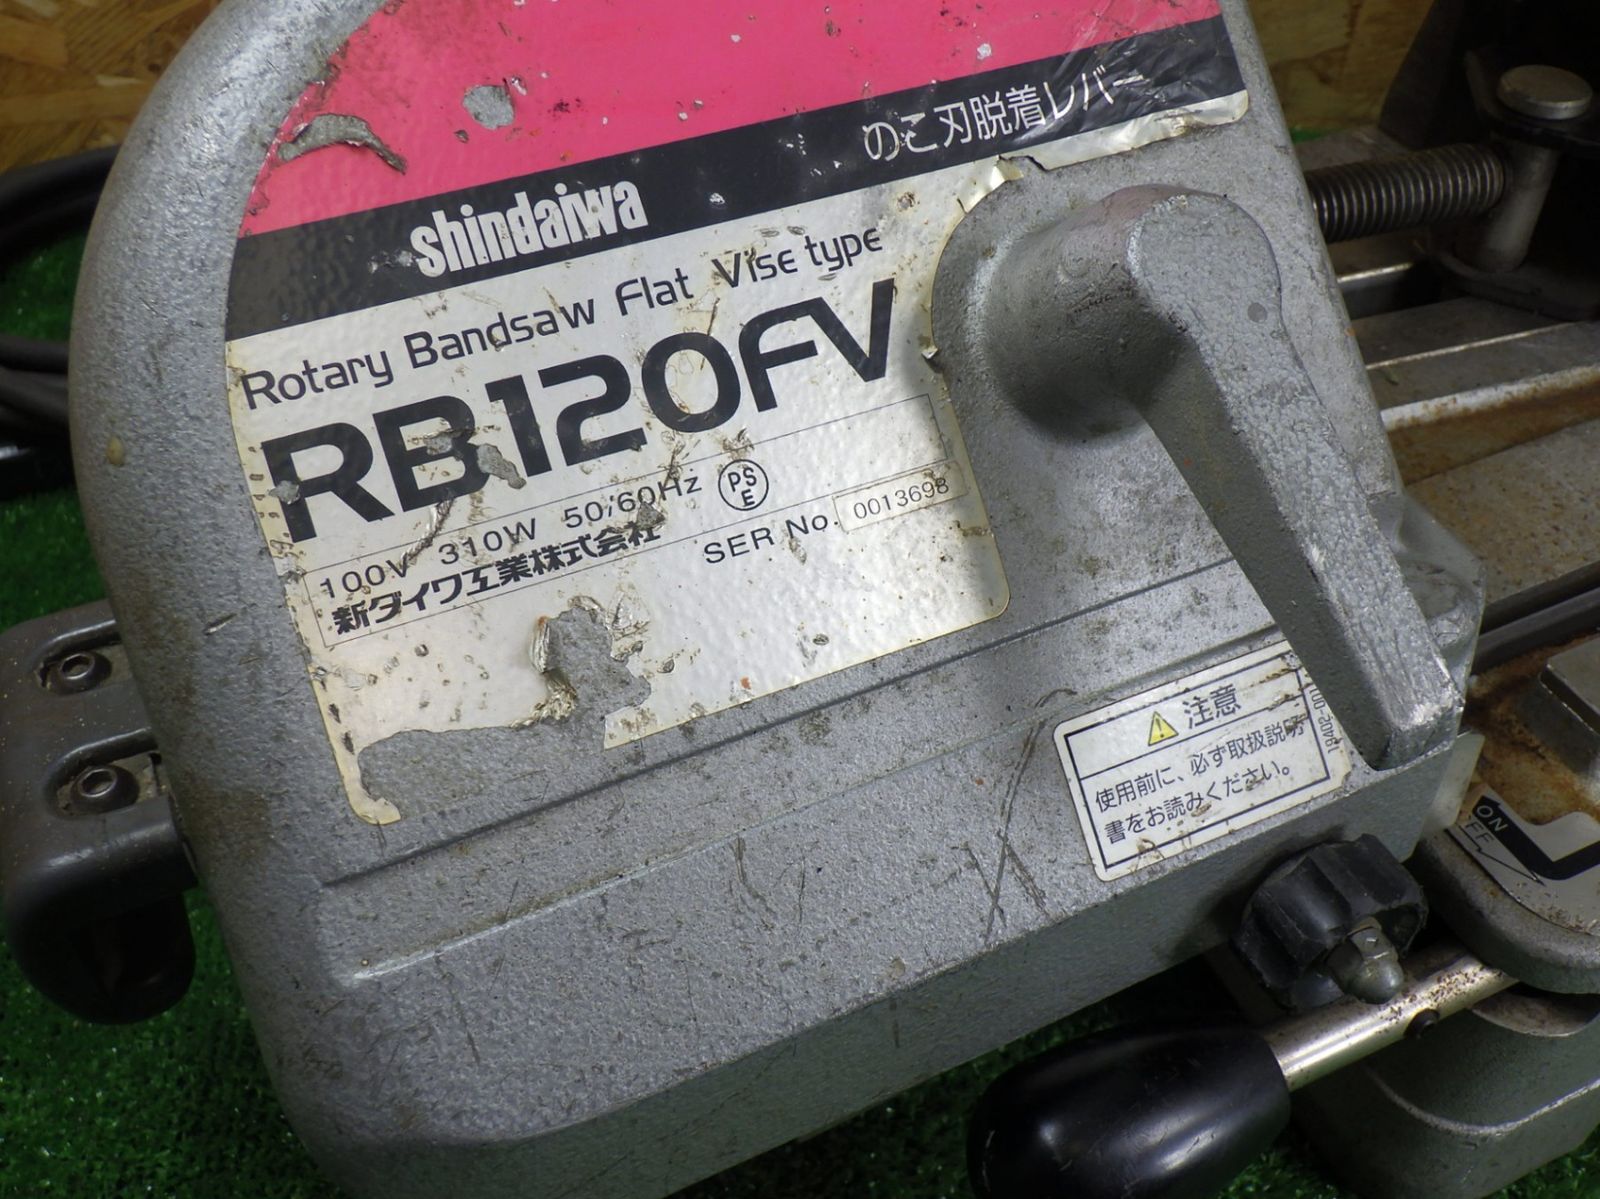 のこ刃脱着レバー
shindaiwa
Rotary Bandsaw Flat Vise type
RB120FV
100V 310W 50/60Hz
PS
E
新ダイワ工業株式会社
SER No. 0013698
注意
使用前に、必ず取扱説明
書をお読みください。
ON